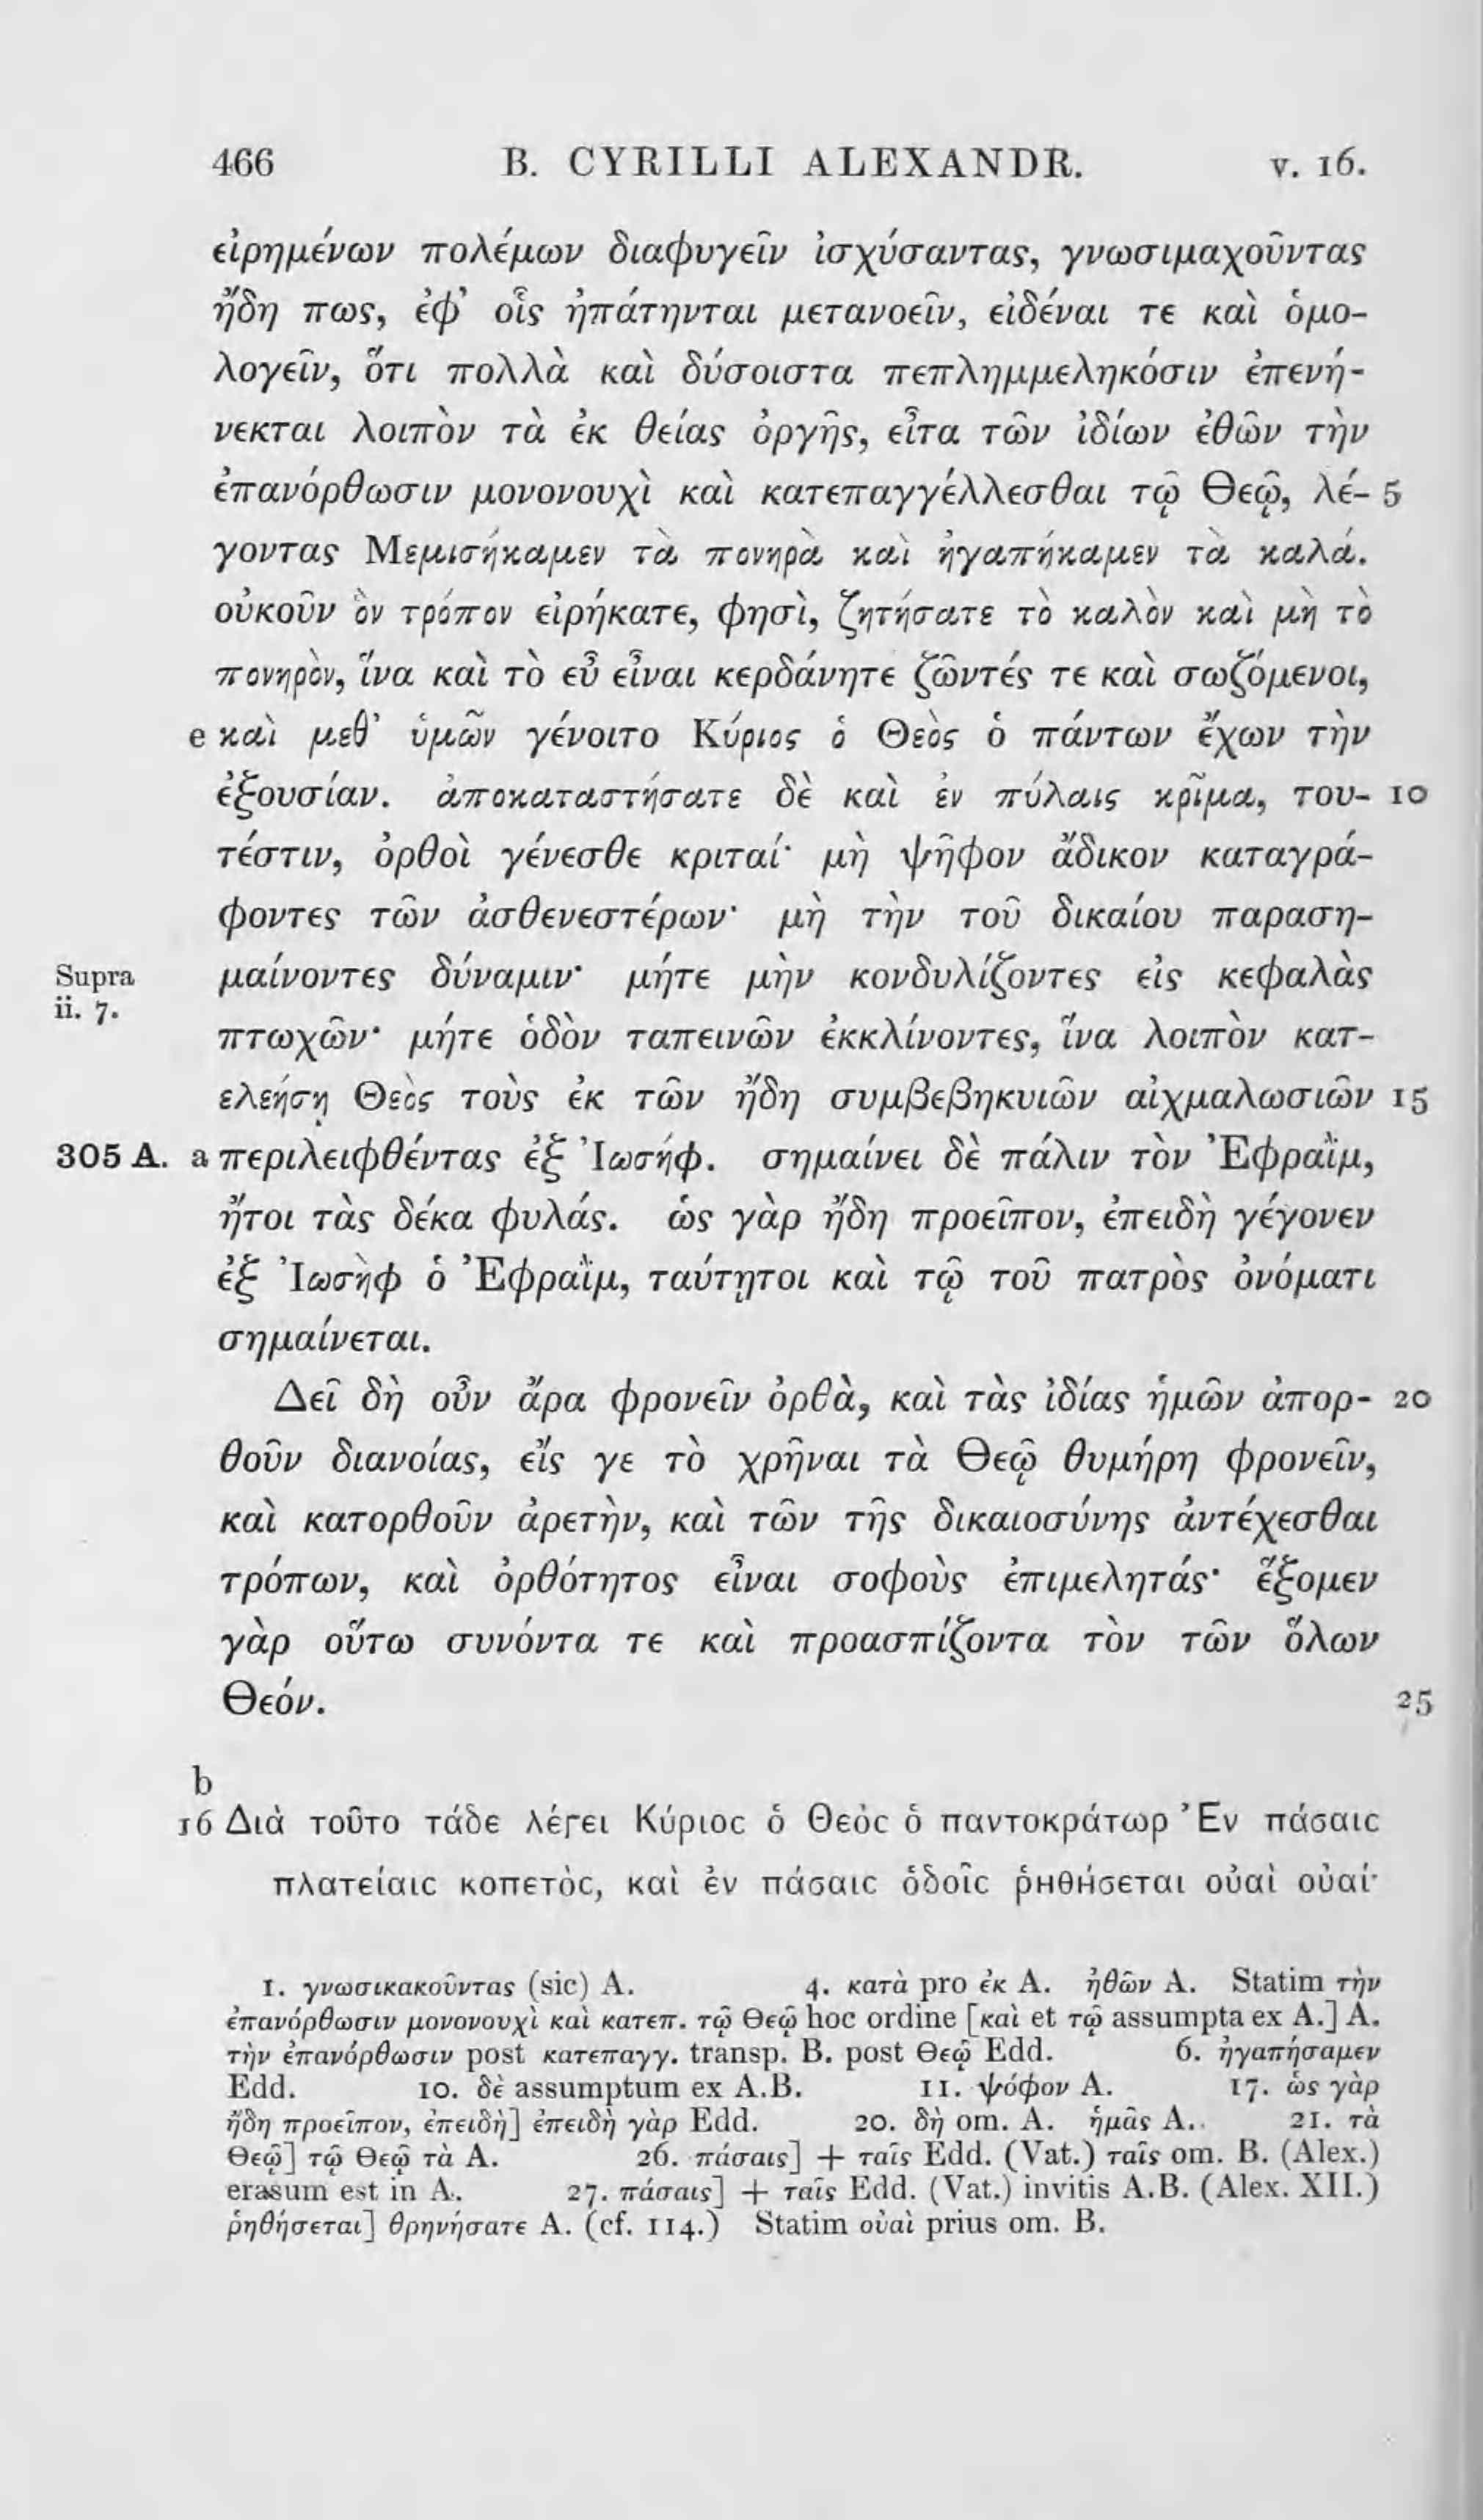 466 B. CYRILLI ALEXANDR. v. 16.
εἰρημένων πολέμων διαφυγεῖν ἰσχύσαντας, γνωσιμαχοῦντας
ἤδη πως, ἐφ’ οἷς ἠπάτηνται μετανοεῖν, εἰδέναι τε καὶ ὁμο-
λογεῖν, ὅτι πολλὰ καὶ δύσοιστα πεπλημμεληκόσιν ἐπενή-
νεκται λοιπὸν τὰ ἐκ θείας ὀργῆς, εἶτα τῶν ἰδίων ἐθῶν τὴν
ἐπανόρθωσιν μονονουχὶ καὶ κατεπαγγέλλεσθαι τῷ Θεῷ, λέ- 5
γοντας Μεμισήκαμεν τὰ πονηρὰ καὶ ἠγαπήκαμεν τὰ καλά.
οὐκοῦν ὃν τρόπον εἰρήκατε, φησὶ, ζητήσατε τὸ καλὸν καὶ μὴ τὸ
πονηρὸν, ἵνα καὶ τὸ εὖ εἶναι κερδάνητε ζῶντές τε καὶ σωζόμενοι,
e καὶ μεθ’ ὑμῶν γένοιτο Κύριος ὁ Θεὸς ὁ πάντων ἔχων τὴν
ἐξουσίαν. ἀποκαταστήσατε δὲ καὶ ἐν πύλαις κρῖμα, του- 10
τέστιν, ὀρθοὶ γένεσθε κριταί· μὴ ψῆφον ἄδικον καταγρά-
φοντες τῶν ἀσθενεστέρων· μὴ τὴν τοῦ δικαίου παραση-
Supra μαίνοντες δύναμιν· μήτε μὴν κονδυλίζοντες εἰς κεφαλὰς
ii. 7. πτωχῶν· μήτε ὁδὸν ταπεινῶν ἐκκλίνοντες, ἵνα λοιπὸν κατ-
ελεήσῃ Θεὸς τοὺς ἐκ τῶν ἤδη συμβεβηκυιῶν αἰχμαλωσιῶν 15
305 A. a περιλειφθέντας ἐξ Ἰωσήφ. σημαίνει δὲ πάλιν τὸν Ἐφραῒμ,
ἤτοι τὰς δέκα φυλάς. ὡς γὰρ ἤδη προεῖπον, ἐπειδὴ γέγονεν
ἐξ Ἰωσὴφ ὁ Ἐφραῒμ, ταύτῃτοι καὶ τῷ τοῦ πατρὸς ὀνόματι
σημαίνεται.
Δεῖ δὴ οὖν ἄρα φρονεῖν ὀρθὰ, καὶ τὰς ἰδίας ἡμῶν ἀπορ- 20
θοῦν διανοίας, εἴς γε τὸ χρῆναι τὰ Θεῷ θυμήρη φρονεῖν,
καὶ κατορθοῦν ἀρετὴν, καὶ τῶν τῆς δικαιοσύνης ἀντέχεσθαι
τρόπων, καὶ ὀρθότητος εἶναι σοφοὺς ἐπιμελητάς· ἕξομεν
γὰρ οὕτω συνόντα τε καὶ προασπίζοντα τὸν τῶν ὅλων
Θεόν. 25
b
16 Διὰ τοῦτο τάδε λέγει Κύριος ὁ Θεὸς ὁ παντοκράτωρ Ἐν πάσαις
πλατείαις κοπετὸς, καὶ ἐν πάσαις ὁδοῖς ῥηθήσεται οὐαὶ οὐαί·
1. γνωσικακοῦντας (sic) A. 4. κατὰ pro ἐκ A. ἠθῶν A. Statim τὴν
ἐπανόρθωσιν μονονουχὶ καὶ κατεπ. τῷ Θεῷ hoc ordine [καὶ et τῷ assumpta ex A.] A.
τὴν ἐπανόρθωσιν post κατεπαγγ. transp. B. post Θεῷ Edd. 6. ἠγαπήσαμεν
Edd. 10. δὲ assumptum ex A.B. 11. ψόφον A. 17. ὡς γὰρ
ἤδη προεῖπον, ἐπειδὴ] ἐπειδὴ γὰρ Edd. 20. δὴ om. A. ἡμᾶς A. 21. τὰ
Θεῷ] τῷ Θεῷ τὰ A. 26. πάσαις] + ταῖς Edd. (Vat.) ταῖς om. B. (Alex.)
erasum est in A. 27. πάσαις] + ταῖς Edd. (Vat.) invitis A.B. (Alex. XII.)
ῥηθήσεται] θρηνήσατε A. (cf. 114.) Statim οὐαὶ prius om. B.